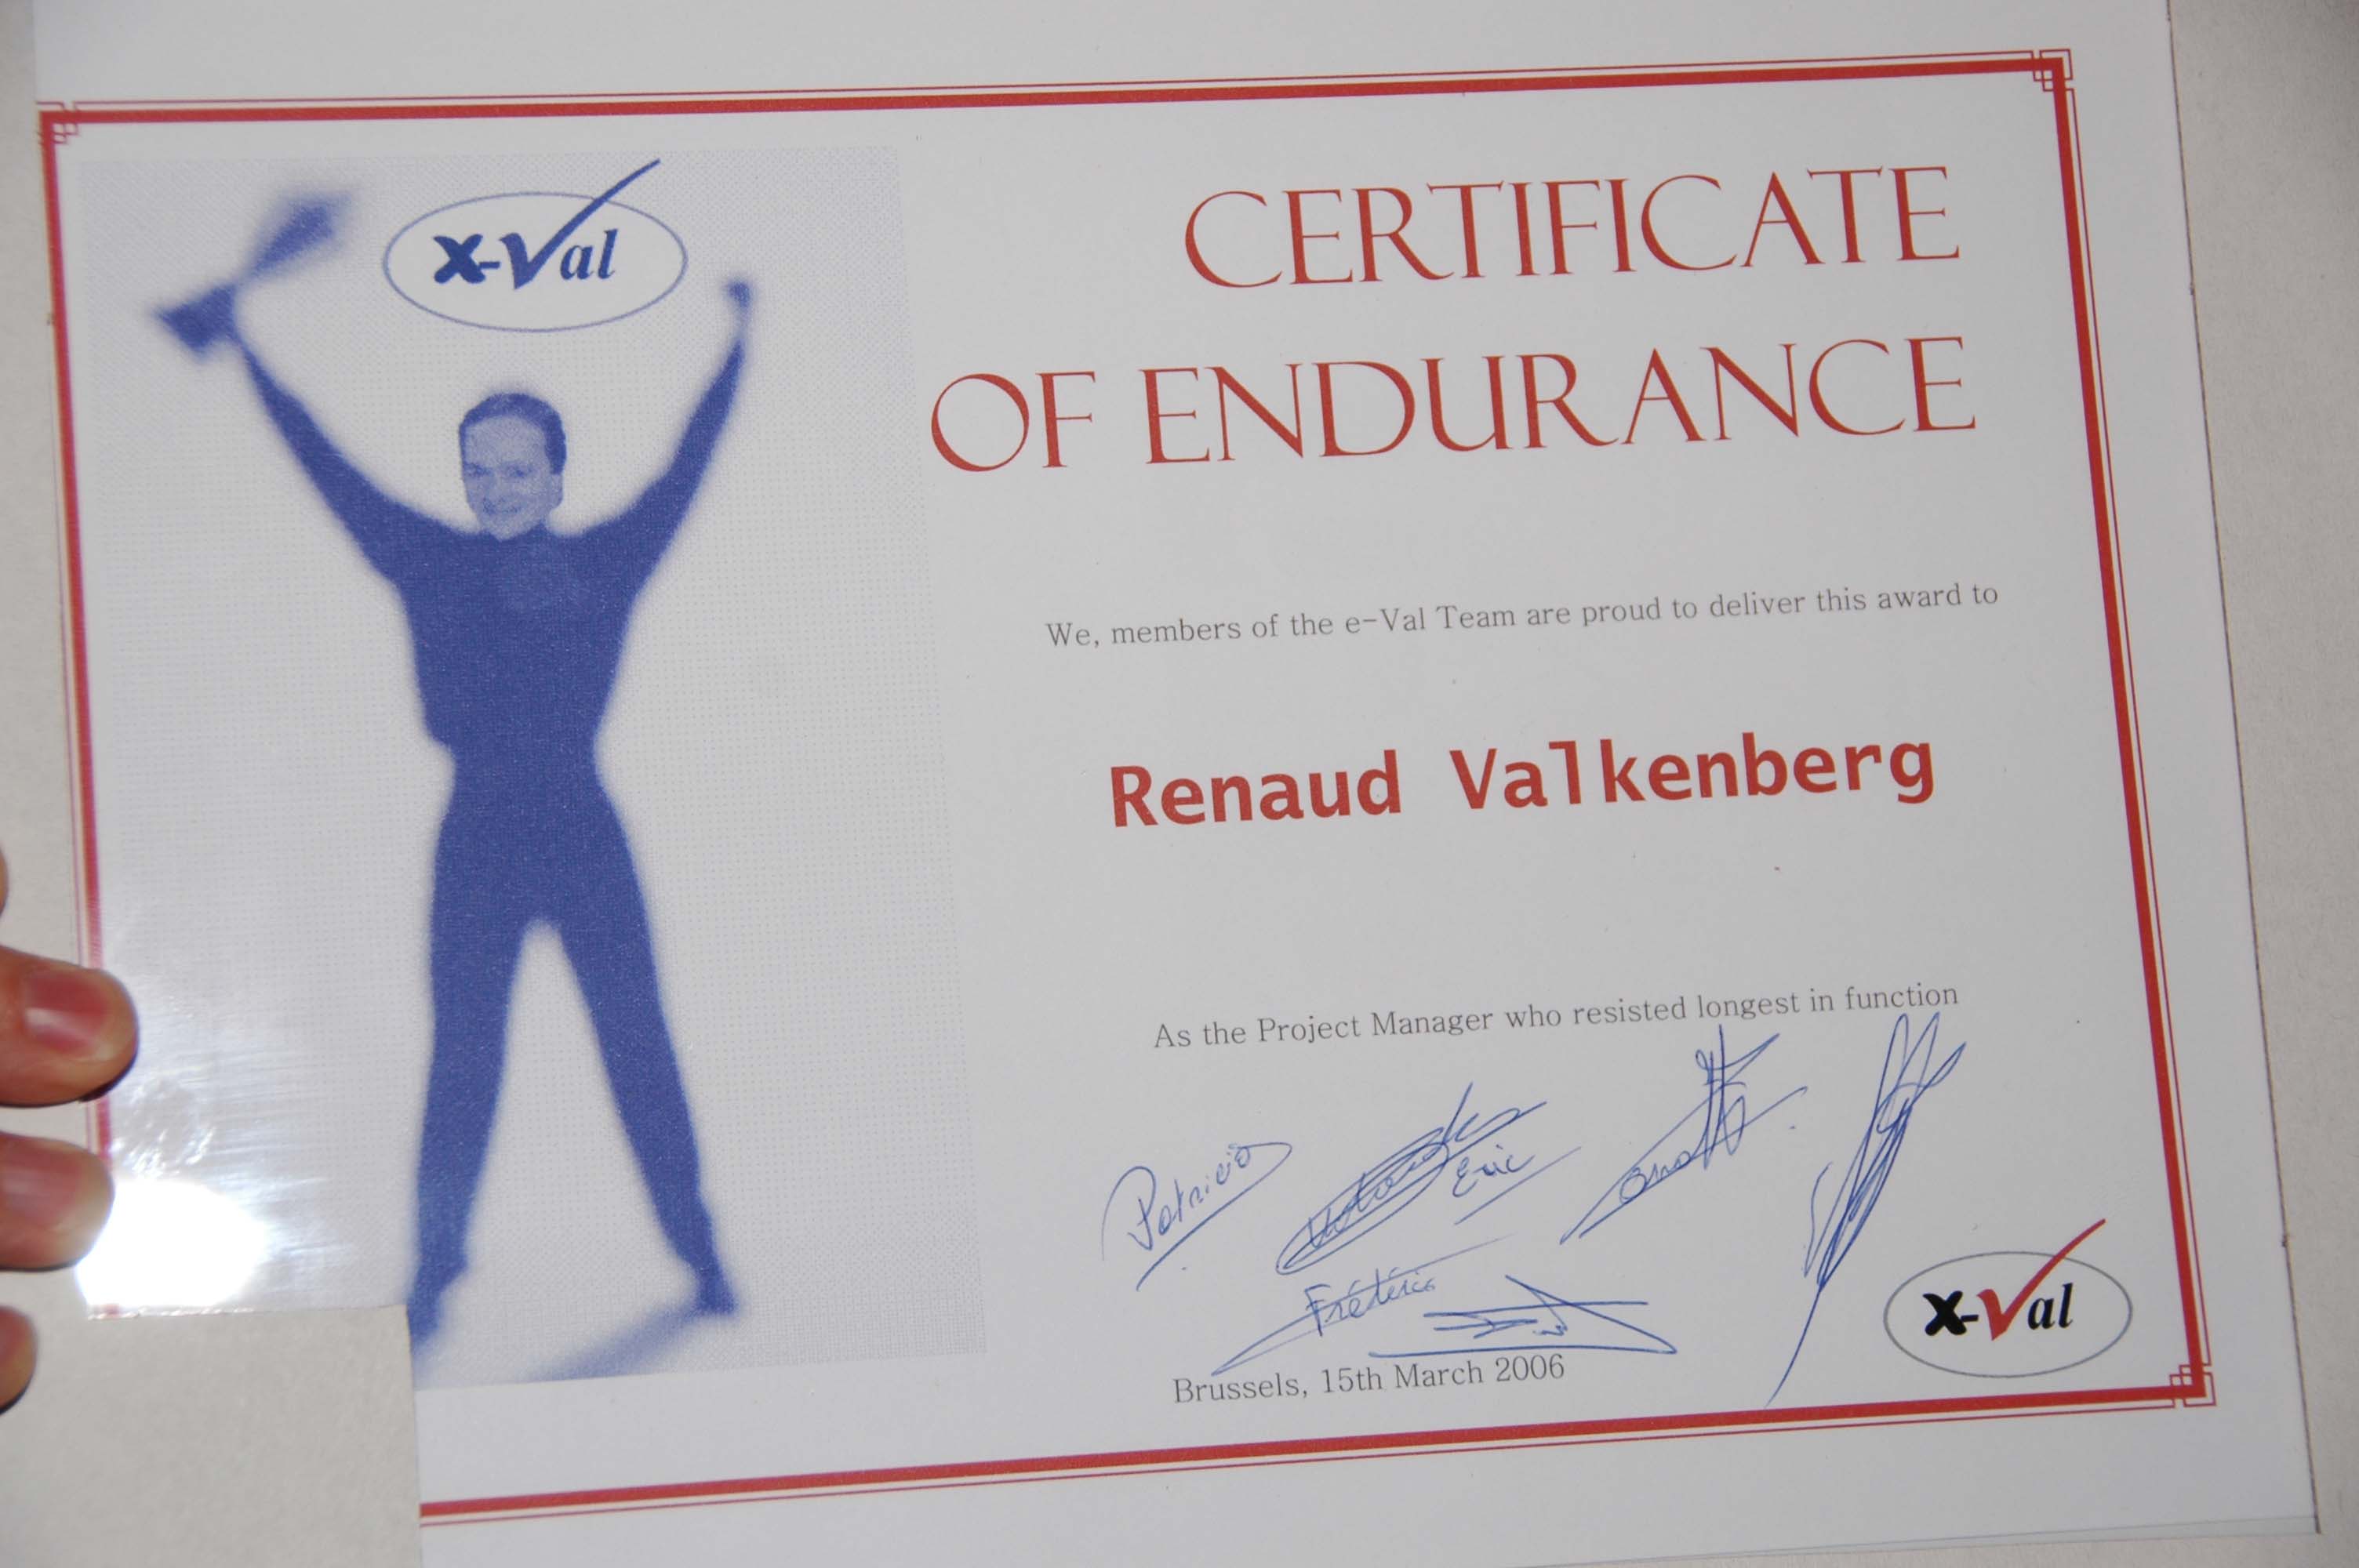 x-Val
CERTIFICATE
OF ENDURANCE
We, members of the e-Val Team are proud to deliver this award to
Renaud Valkenberg
As the Project Manager who resisted longest in function
Patricia
Eric
Frédéric
Brussels, 15th March 2006
x-Val